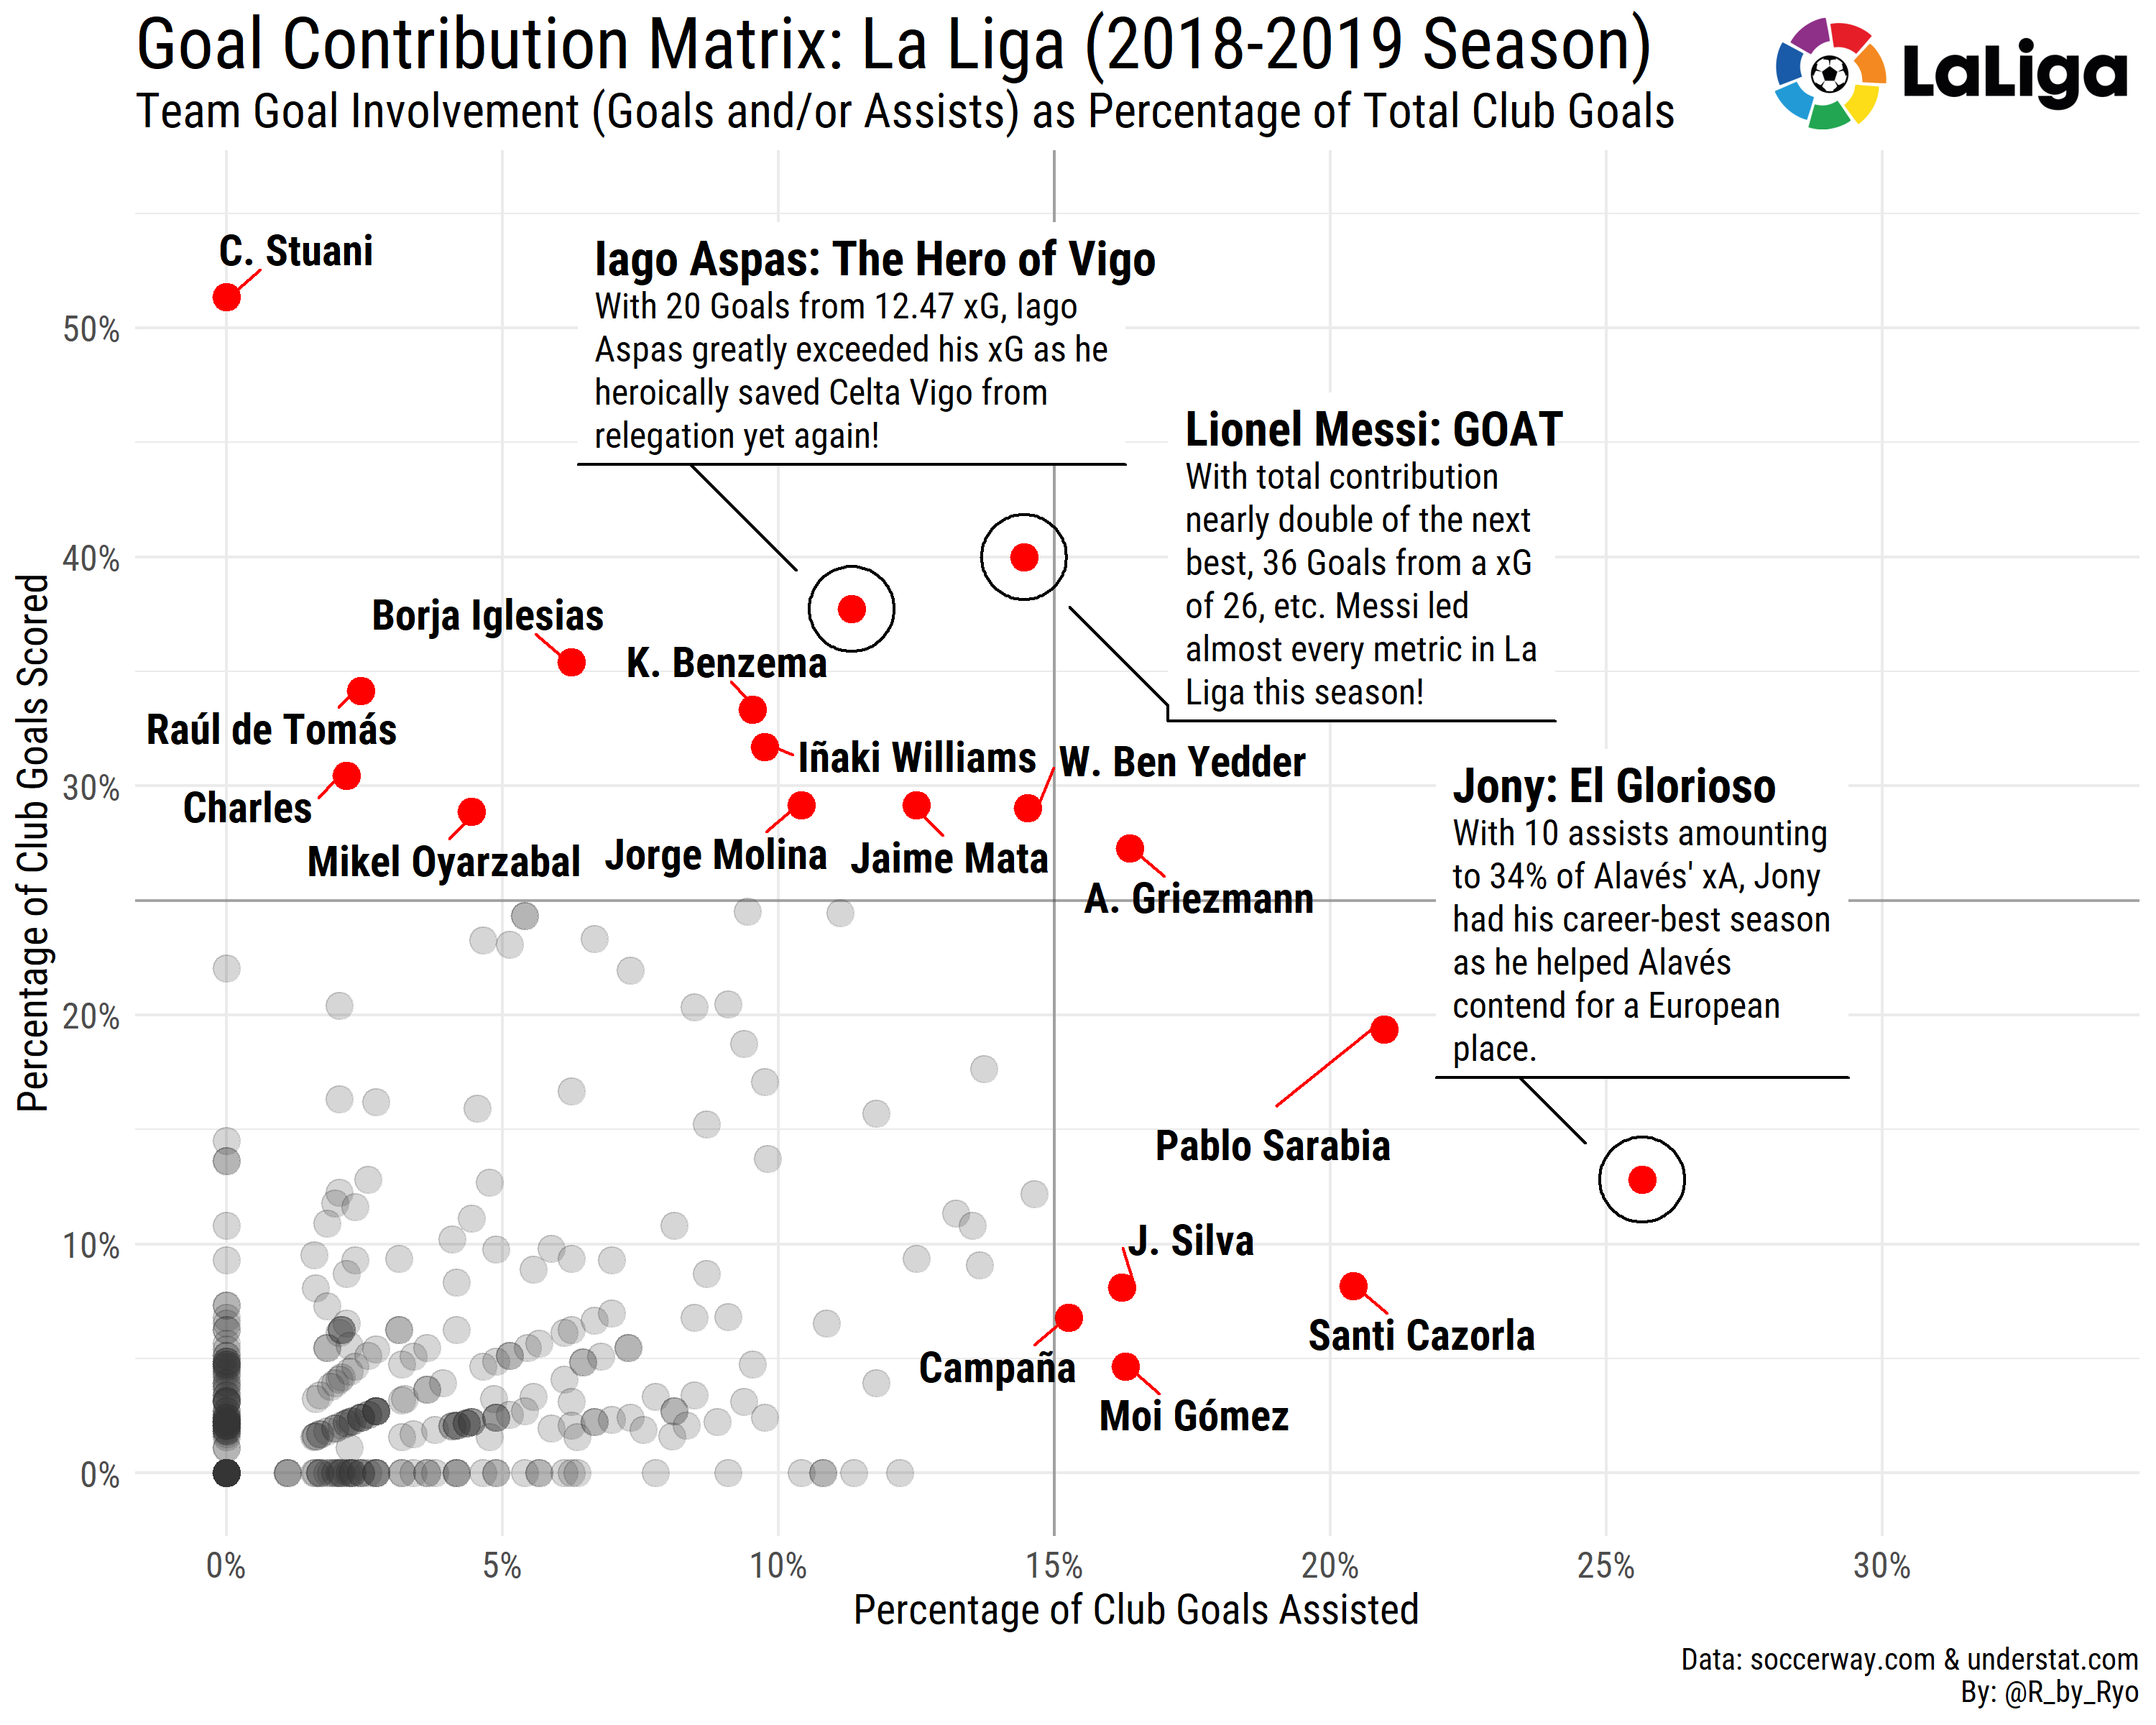 Goal Contribution Matrix: La Liga (2018-2019 Season)
Team Goal Involvement (Goals and/or Assists) as Percentage of Total Club Goals
LaLiga
C. Stuani
Iago Aspas: The Hero of Vigo
With 20 Goals from 12.47 xG, Iago
Aspas greatly exceeded his xG as he
heroically saved Celta Vigo from
relegation yet again!
Lionel Messi: GOAT
With total contribution
nearly double of the next
best, 36 Goals from a xG
of 26, etc. Messi led
almost every metric in La
Liga this season!
Borja Iglesias
K. Benzema
Raúl de Tomás
Iñaki Williams
W. Ben Yedder
Charles
Mikel Oyarzabal
Jorge Molina
Jaime Mata
A. Griezmann
Jony: El Glorioso
With 10 assists amounting
to 34% of Alavés' xA, Jony
had his career-best season
as he helped Alavés
contend for a European
place.
Pablo Sarabia
J. Silva
Santi Cazorla
Campaña
Moi Gómez
Percentage of Club Goals Scored
50%
40%
30%
20%
10%
0%
0%
5%
10%
15%
20%
25%
30%
Percentage of Club Goals Assisted
Data: soccerway.com & understat.com
By: @R_by_Ryo